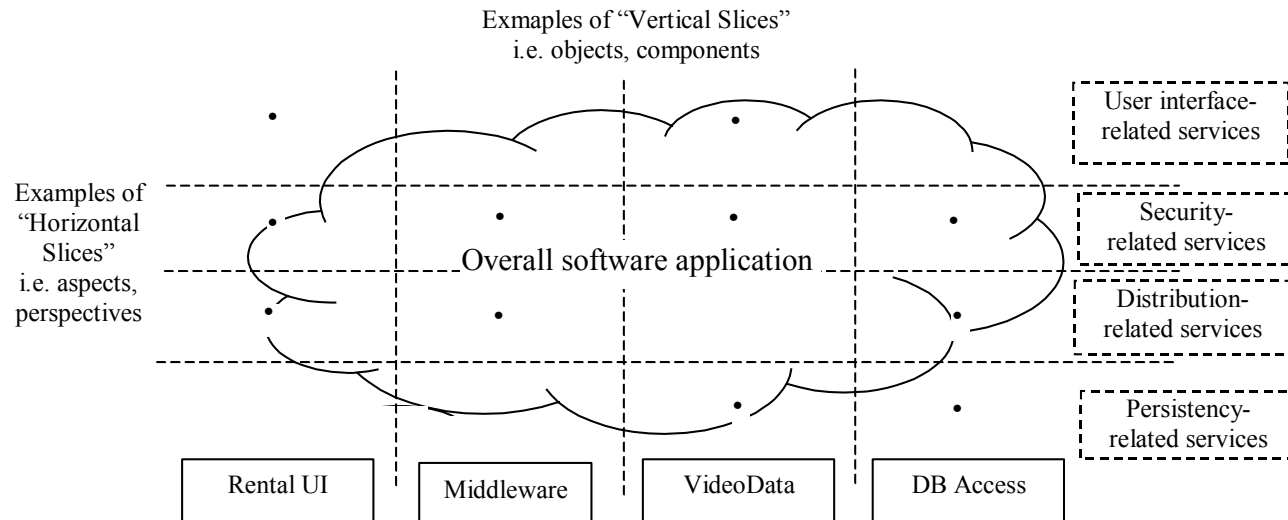 Exmaples of “Vertical Slices”
i.e. objects, components
User interface-
related services
Examples of
“Horizontal
Slices”
i.e. aspects,
perspectives
Security-
related services
Overall software application
Distribution-
related services
Persistency-
related services
Rental UI
Middleware
VideoData
DB Access